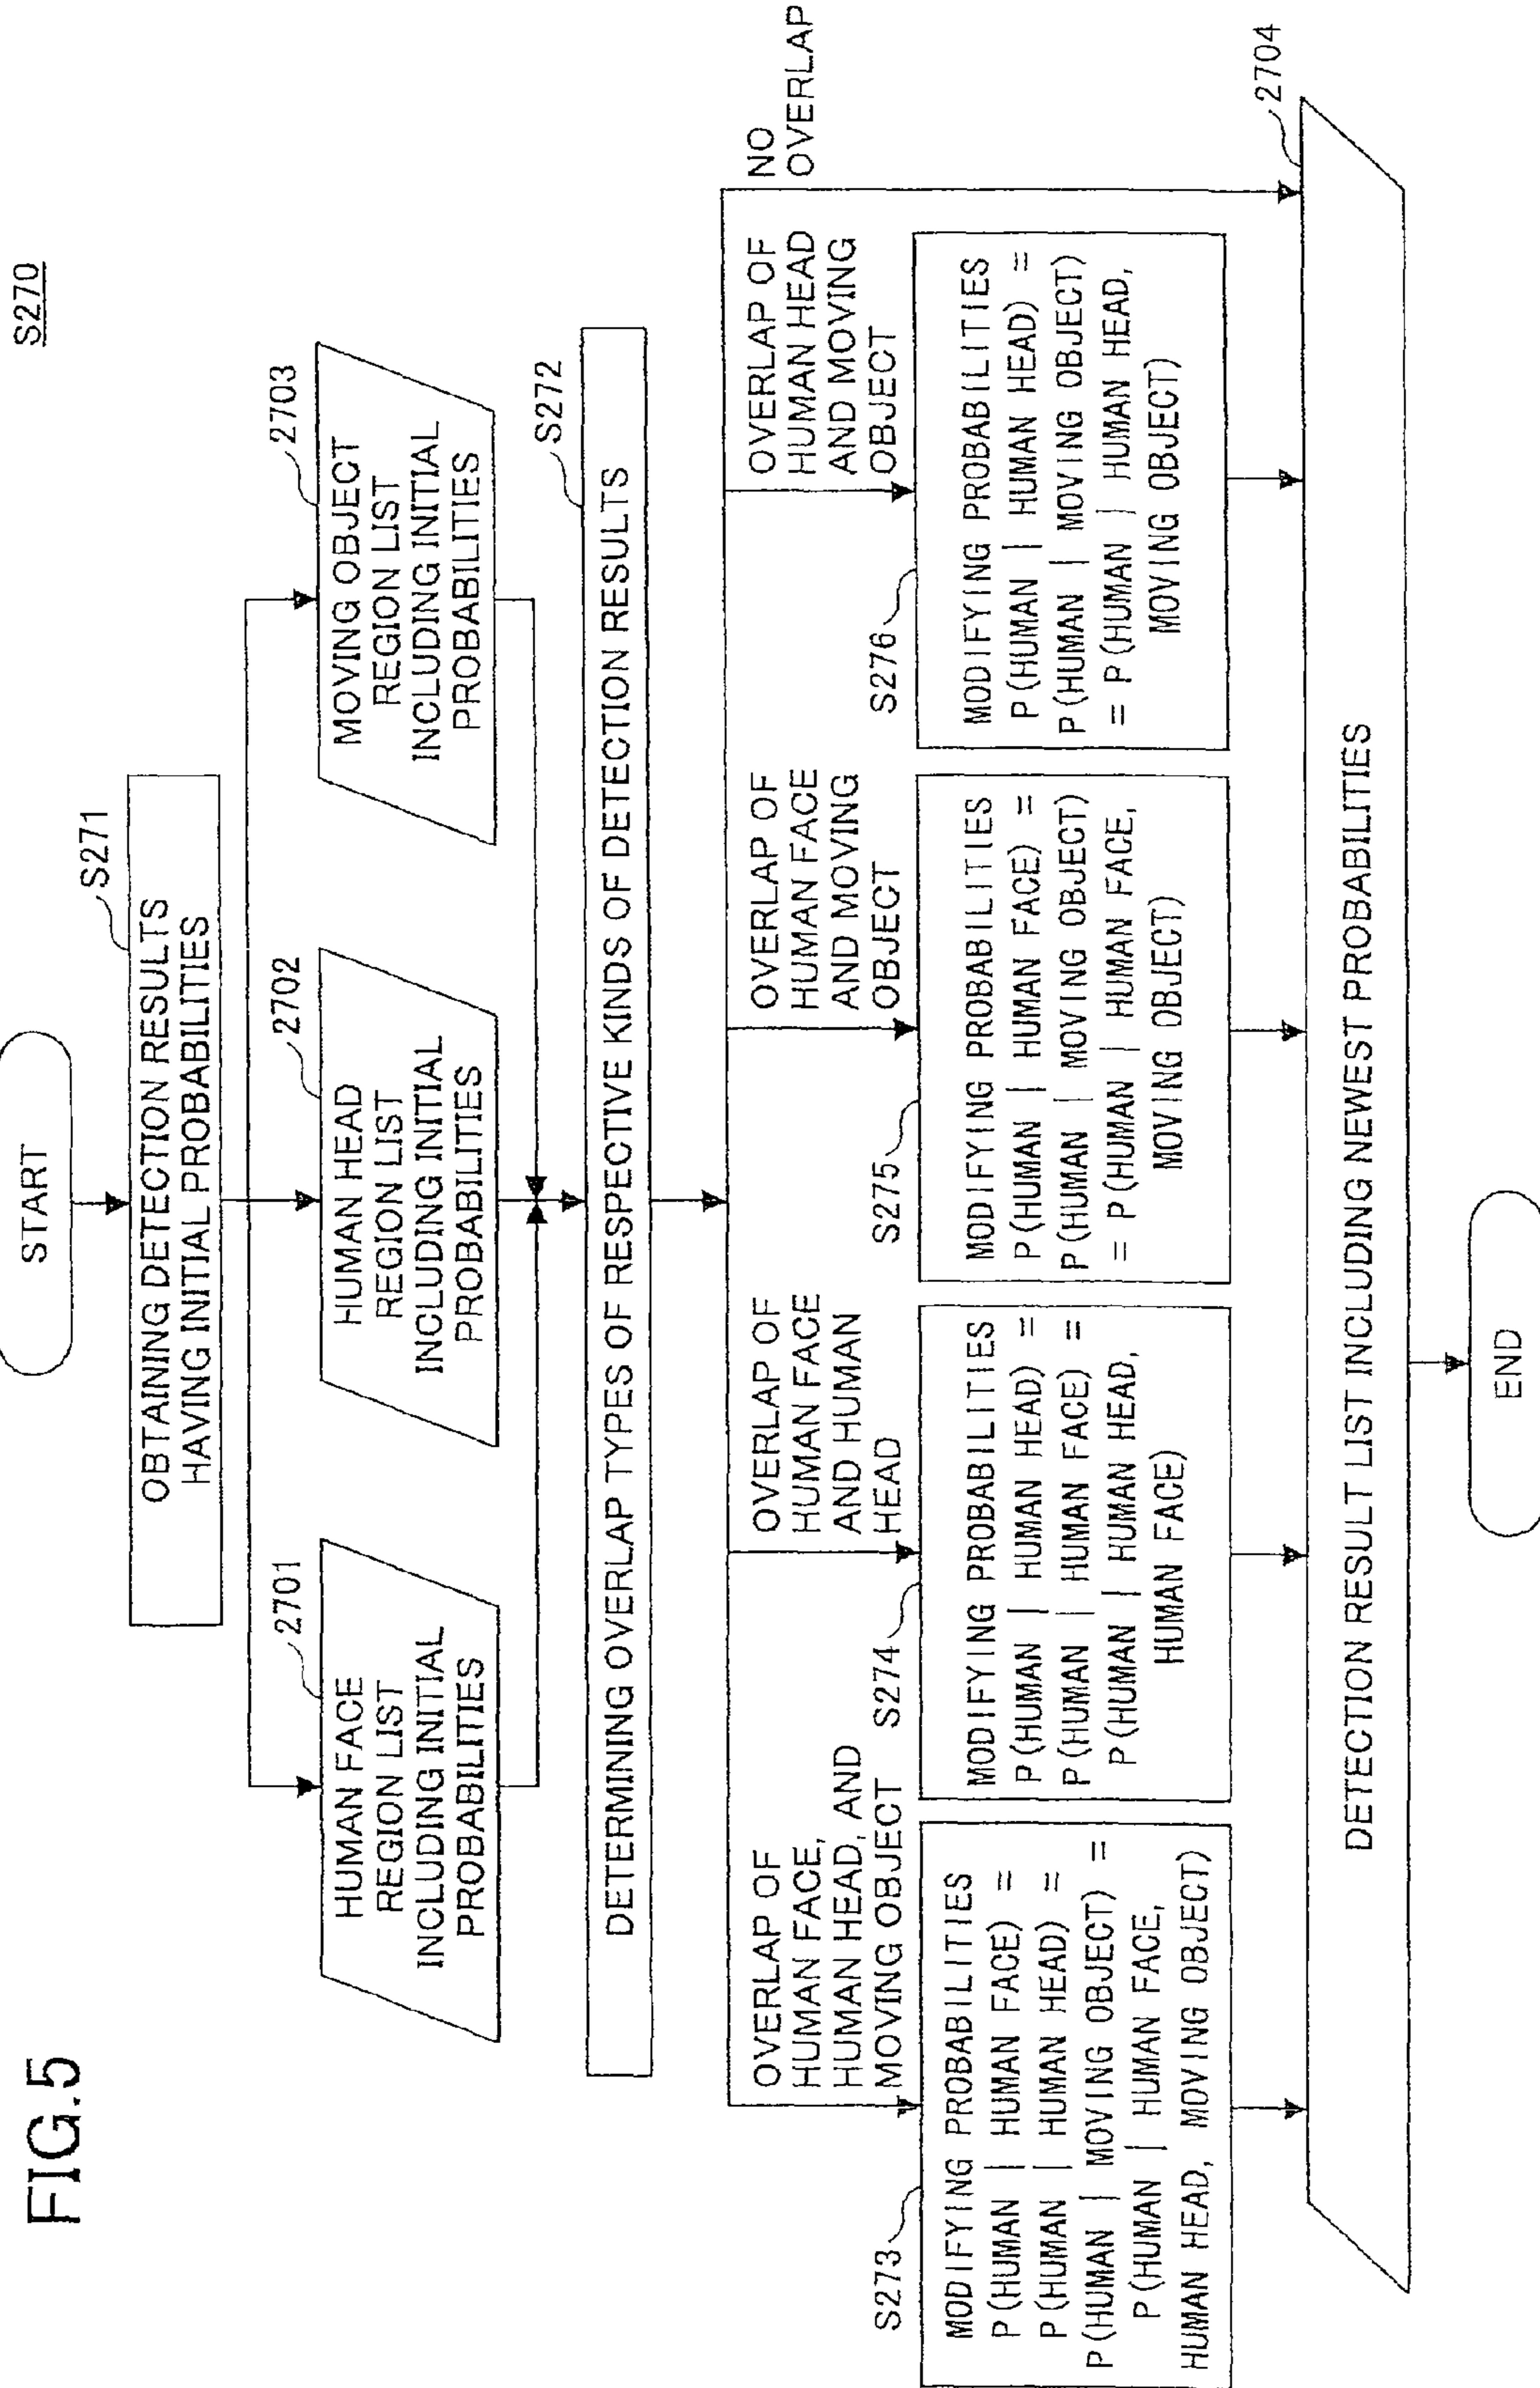 FIG.5
S270
START
S271
OBTAINING DETECTION RESULTS
HAVING INITIAL PROBABILITIES
2701
HUMAN FACE
REGION LIST
INCLUDING INITIAL
PROBABILITIES
2702
HUMAN HEAD
REGION LIST
INCLUDING INITIAL
PROBABILITIES
2703
MOVING OBJECT
REGION LIST
INCLUDING INITIAL
PROBABILITIES
S272
DETERMINING OVERLAP TYPES OF RESPECTIVE KINDS OF DETECTION RESULTS
OVERLAP OF
HUMAN FACE,
HUMAN HEAD, AND
MOVING OBJECT
OVERLAP OF
HUMAN FACE
AND HUMAN
HEAD
OVERLAP OF
HUMAN FACE
AND MOVING
OBJECT
OVERLAP OF
HUMAN HEAD
AND MOVING
OBJECT
NO
OVERLAP
S273
MODIFYING PROBABILITIES
P(HUMAN | HUMAN FACE) =
P(HUMAN | HUMAN HEAD) =
P(HUMAN | MOVING OBJECT) =
P(HUMAN | HUMAN FACE,
HUMAN HEAD, MOVING OBJECT)
S274
MODIFYING PROBABILITIES
P(HUMAN | HUMAN HEAD) =
P(HUMAN | HUMAN FACE) =
P(HUMAN | HUMAN HEAD,
HUMAN FACE)
S275
MODIFYING PROBABILITIES
P(HUMAN | HUMAN FACE) =
P(HUMAN | MOVING OBJECT)
= P(HUMAN | HUMAN FACE,
MOVING OBJECT)
S276
MODIFYING PROBABILITIES
P(HUMAN | HUMAN HEAD) =
P(HUMAN | MOVING OBJECT)
= P(HUMAN | HUMAN HEAD,
MOVING OBJECT)
2704
DETECTION RESULT LIST INCLUDING NEWEST PROBABILITIES
END